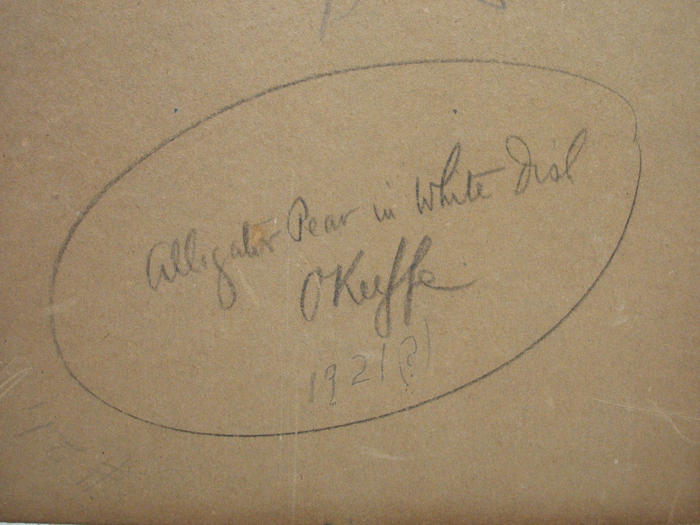 Alligator Pear in White Dish
O'Keeffe
1921(?)